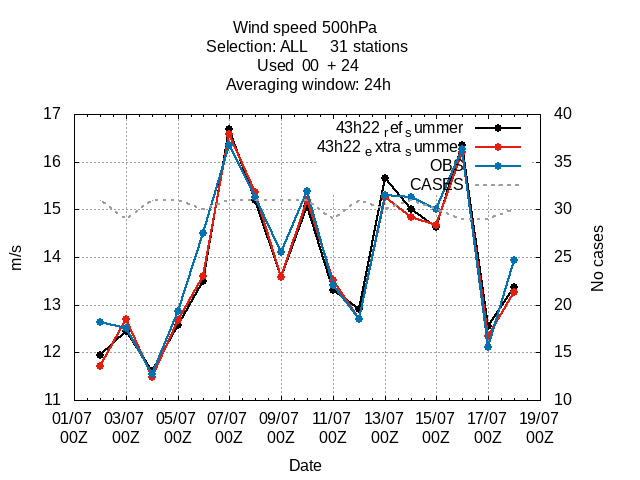 Wind speed 500hPa
Selection: ALL 31 stations
Used 00 + 24
Averaging window: 24h
17 40
43h22 ref summer
43h22 extra summer
16 35
OBS
CASES
15 30
14 25
m/s
No cases
13 20
12 15
11 10
01/07 03/07 05/07 07/07 09/07 11/07 13/07 15/07 17/07 19/07
00Z 00Z 00Z 00Z 00Z 00Z 00Z 00Z 00Z 00Z
Date